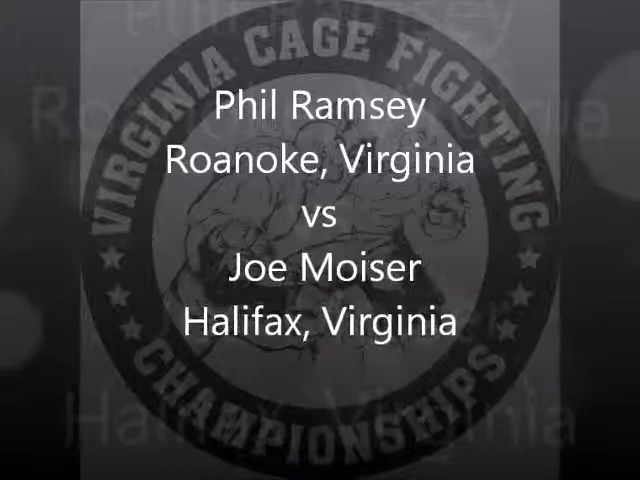 VIRGINIA CAGE FIGHTING
Phil Ramsey
Roanoke, Virginia
vs
Joe Moiser
Halifax, Virginia
CHAMPIONSHIPS